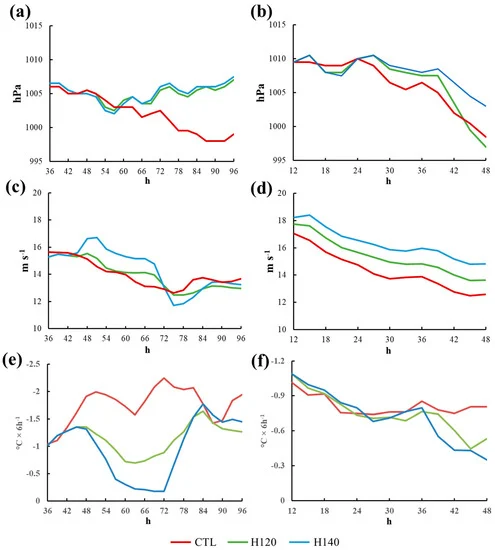 (a)
(b)
1015
1010
1005
1000
995
hPa
36 42 48 54 60 66 72 78 84 90 96
h
1015
1010
1005
1000
995
hPa
12 18 24 30 36 42 48
h
(c)
(d)
20
18
16
14
12
10
m s-1
36 42 48 54 60 66 72 78 84 90 96
h
20
18
16
14
12
10
m s-1
12 18 24 30 36 42 48
h
(e)
(f)
-2.5
-2
-1.5
-1
-0.5
0
°C × 6h-1
36 42 48 54 60 66 72 78 84 90 96
h
-1.2
-0.9
-0.6
-0.3
0
°C × 6h-1
12 18 24 30 36 42 48
h
CTL H120 H140